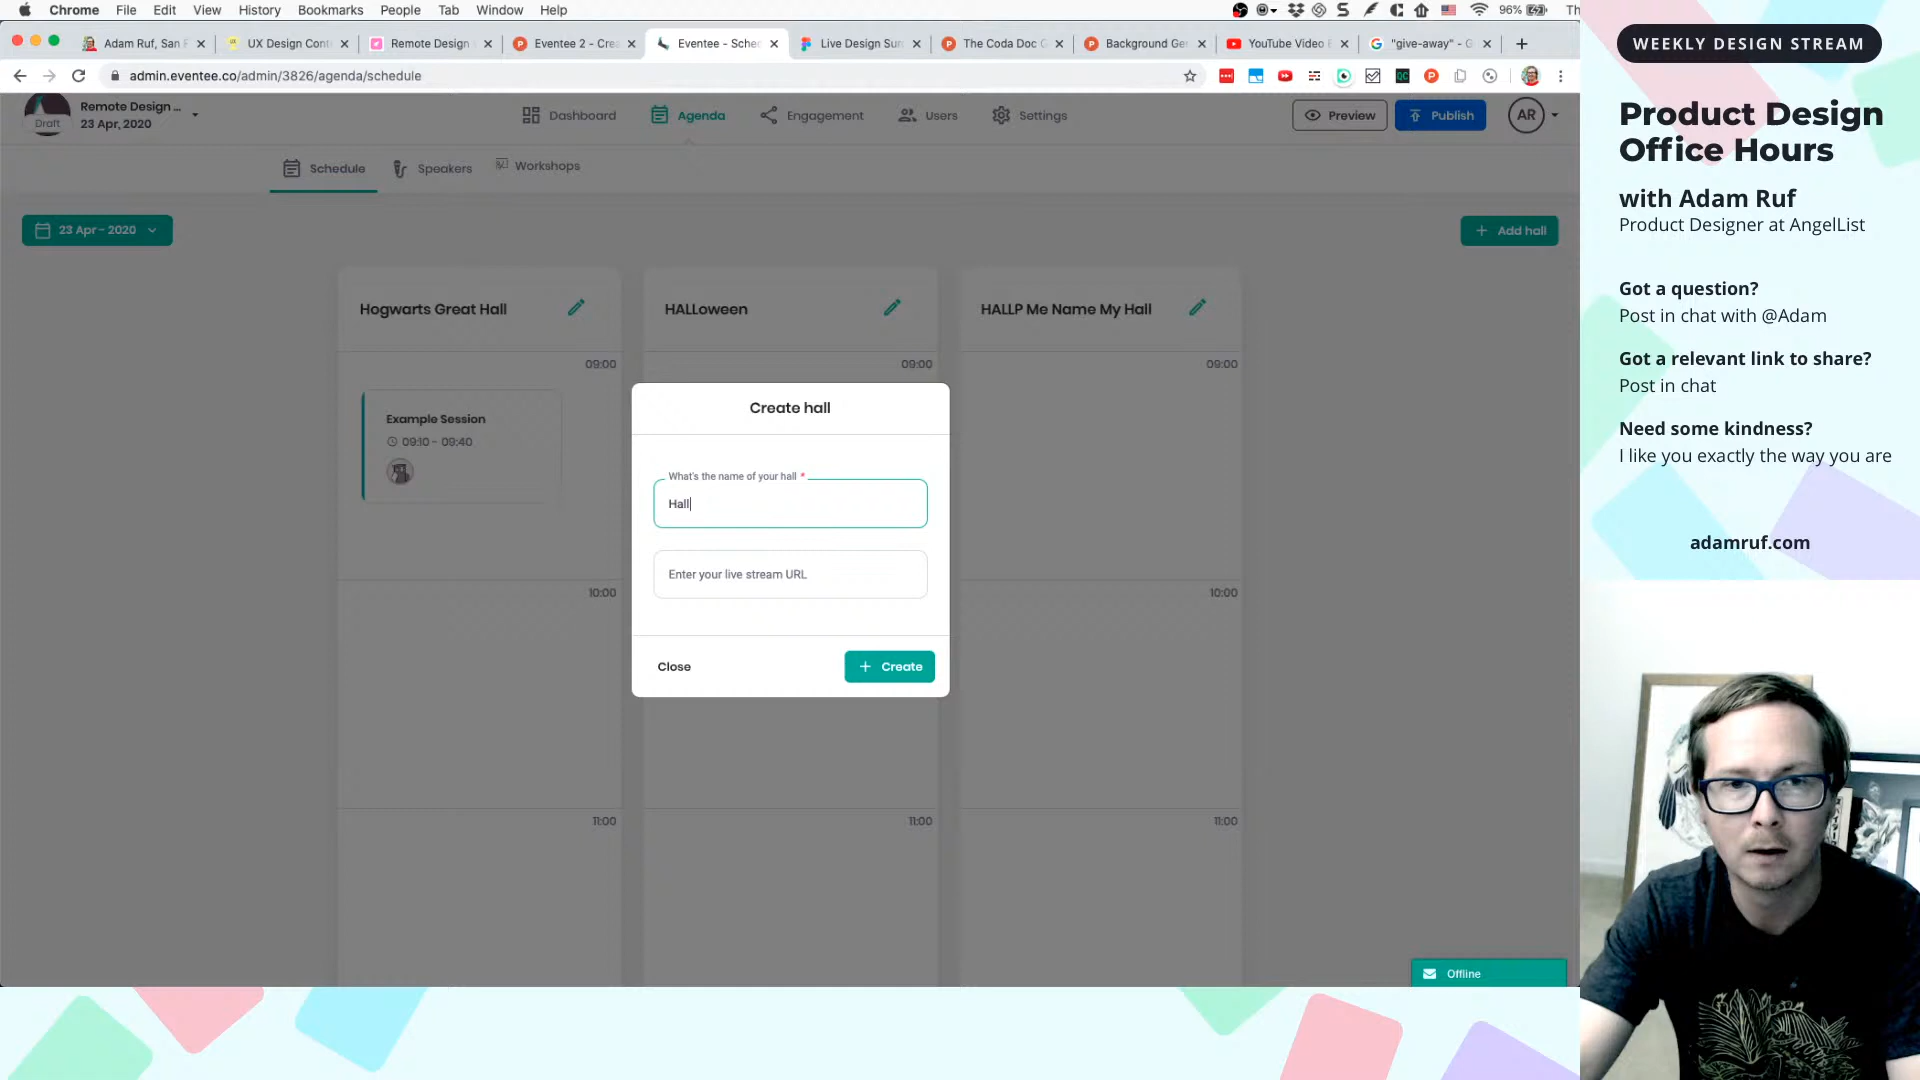 Chrome File Edit View History Bookmarks People Tab Window Help 96% Th
Adam Ruf, San F UX Design Cont Remote Design Eventee 2 - Crea Eventee - Sche Live Design Sur The Coda Doc G Background Ge YouTube Video "give-away" - G
admin.eventee.co/admin/3826/agenda/schedule
Remote Design ...
23 Apr, 2020
Draft
Dashboard Agenda Engagement Users Settings
Preview Publish AR
Schedule Speakers Workshops
23 Apr - 2020
Add hall
Hogwarts Great Hall HALLoween HALLP Me Name My Hall
09:00 09:00 09:00
Example Session
09:10 - 09:40
10:00 10:00
11:00 11:00 11:00
Create hall
What's the name of your hall *
Hall
Enter your live stream URL
Close Create
Offline
WEEKLY DESIGN STREAM
Product Design
Office Hours
with Adam Ruf
Product Designer at AngelList
Got a question?
Post in chat with @Adam
Got a relevant link to share?
Post in chat
Need some kindness?
I like you exactly the way you are
adamruf.com